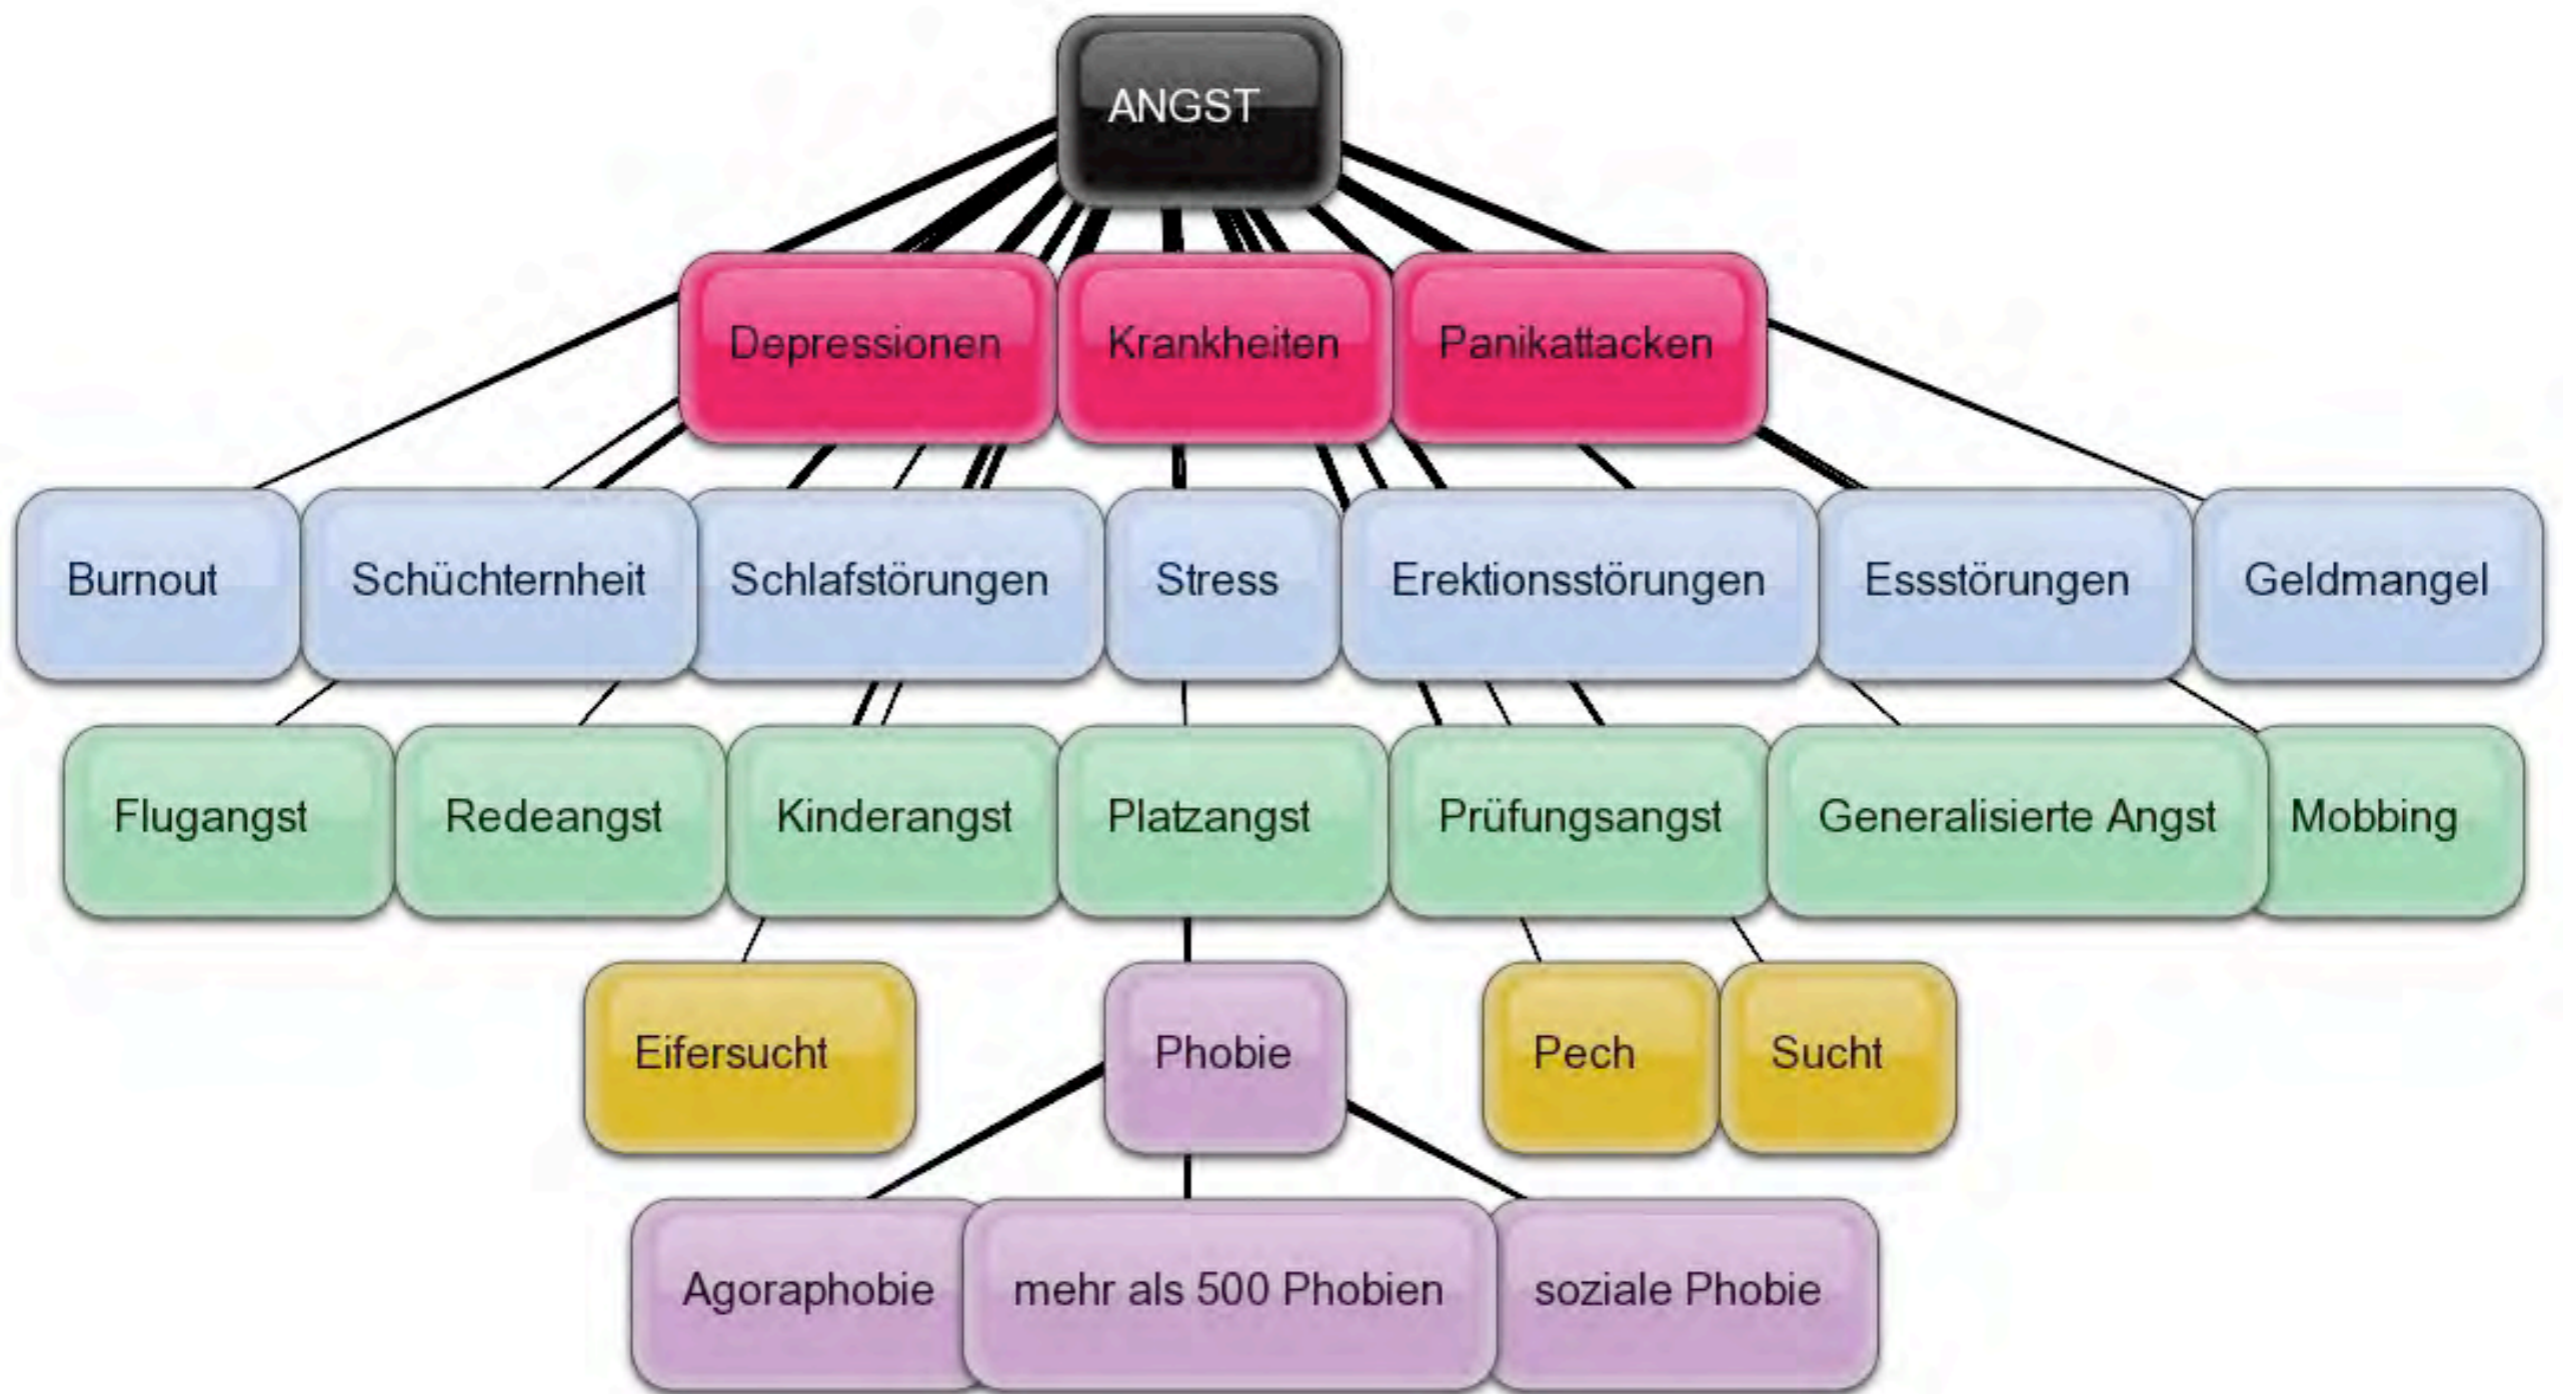 ANGST
Depressionen
Krankheiten
Panikattacken
Burnout
Schüchternheit
Schlafstörungen
Stress
Erektionsstörungen
Essstörungen
Geldmangel
Flugangst
Redeangst
Kinderangst
Platzangst
Prüfungsangst
Generalisierte Angst
Mobbing
Eifersucht
Phobie
Pech
Sucht
Agoraphobie
mehr als 500 Phobien
soziale Phobie